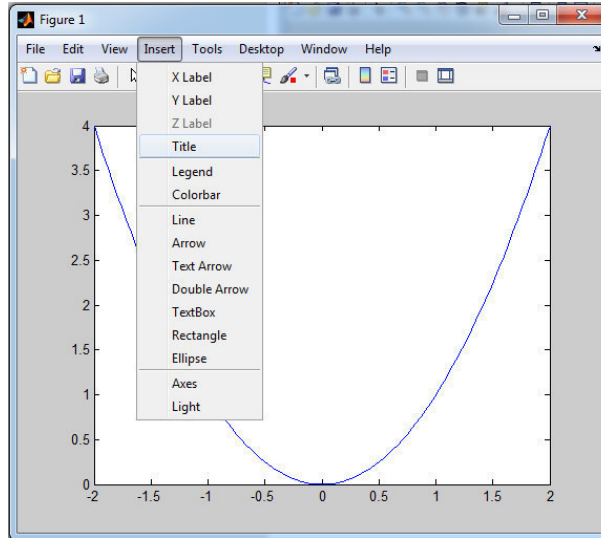 Figure 1
File Edit View Insert Tools Desktop Window Help
X Label
Y Label
Z Label
Title
Legend
Colorbar
Line
Arrow
Text Arrow
Double Arrow
TextBox
Rectangle
Ellipse
Axes
Light
4
3.5
3
2.5
2
1.5
1
0.5
0
-2 -1.5 -1 -0.5 0 0.5 1 1.5 2